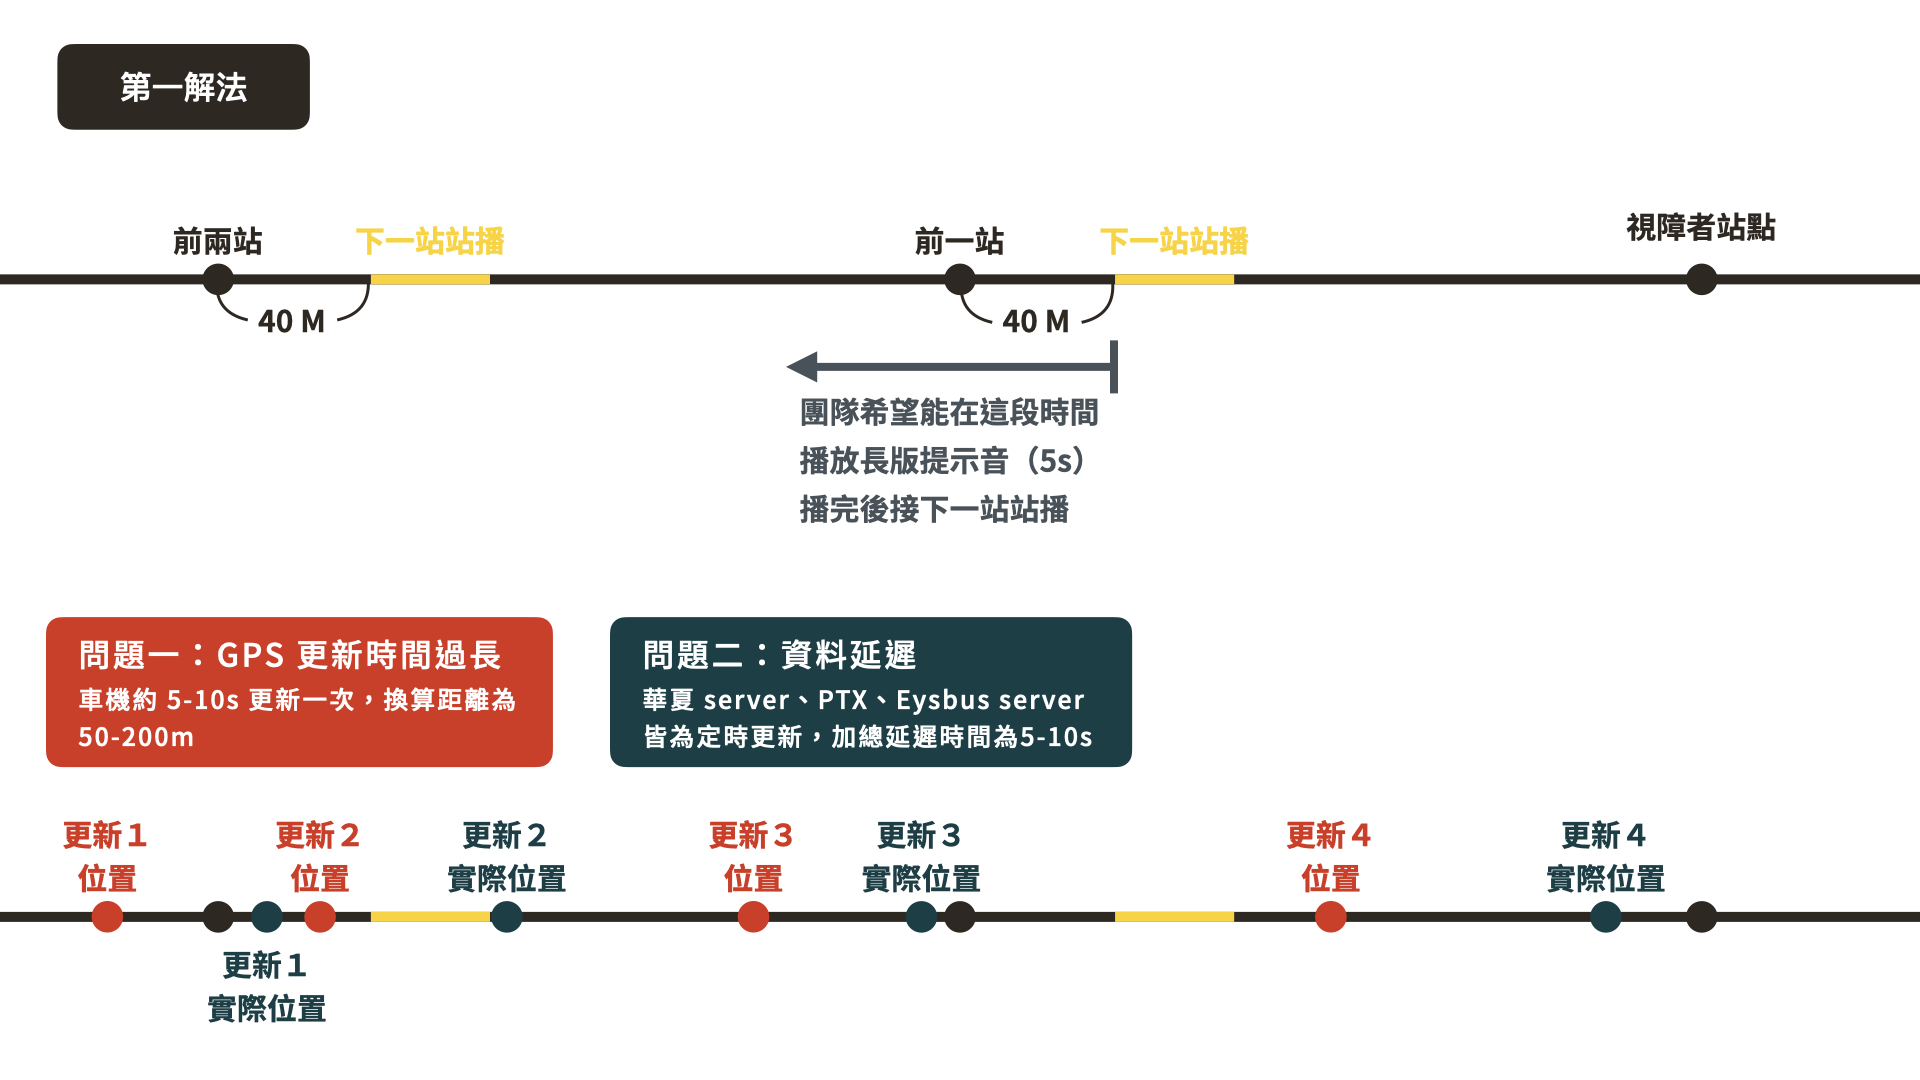 第一解法
前兩站
下一站站播
前一站
下一站站播
視障者站點
40 M
40 M
團隊希望能在這段時間
播放長版提示音（5s）
播完後接下一站站播
問題一：GPS 更新時間過長
車機約 5-10s 更新一次，換算距離為
50-200m
問題二：資料延遲
華夏 server、PTX、Eysbus server
皆為定時更新，加總延遲時間為5-10s
更新１
位置
更新２
位置
更新２
實際位置
更新３
位置
更新３
實際位置
更新４
位置
更新４
實際位置
更新１
實際位置